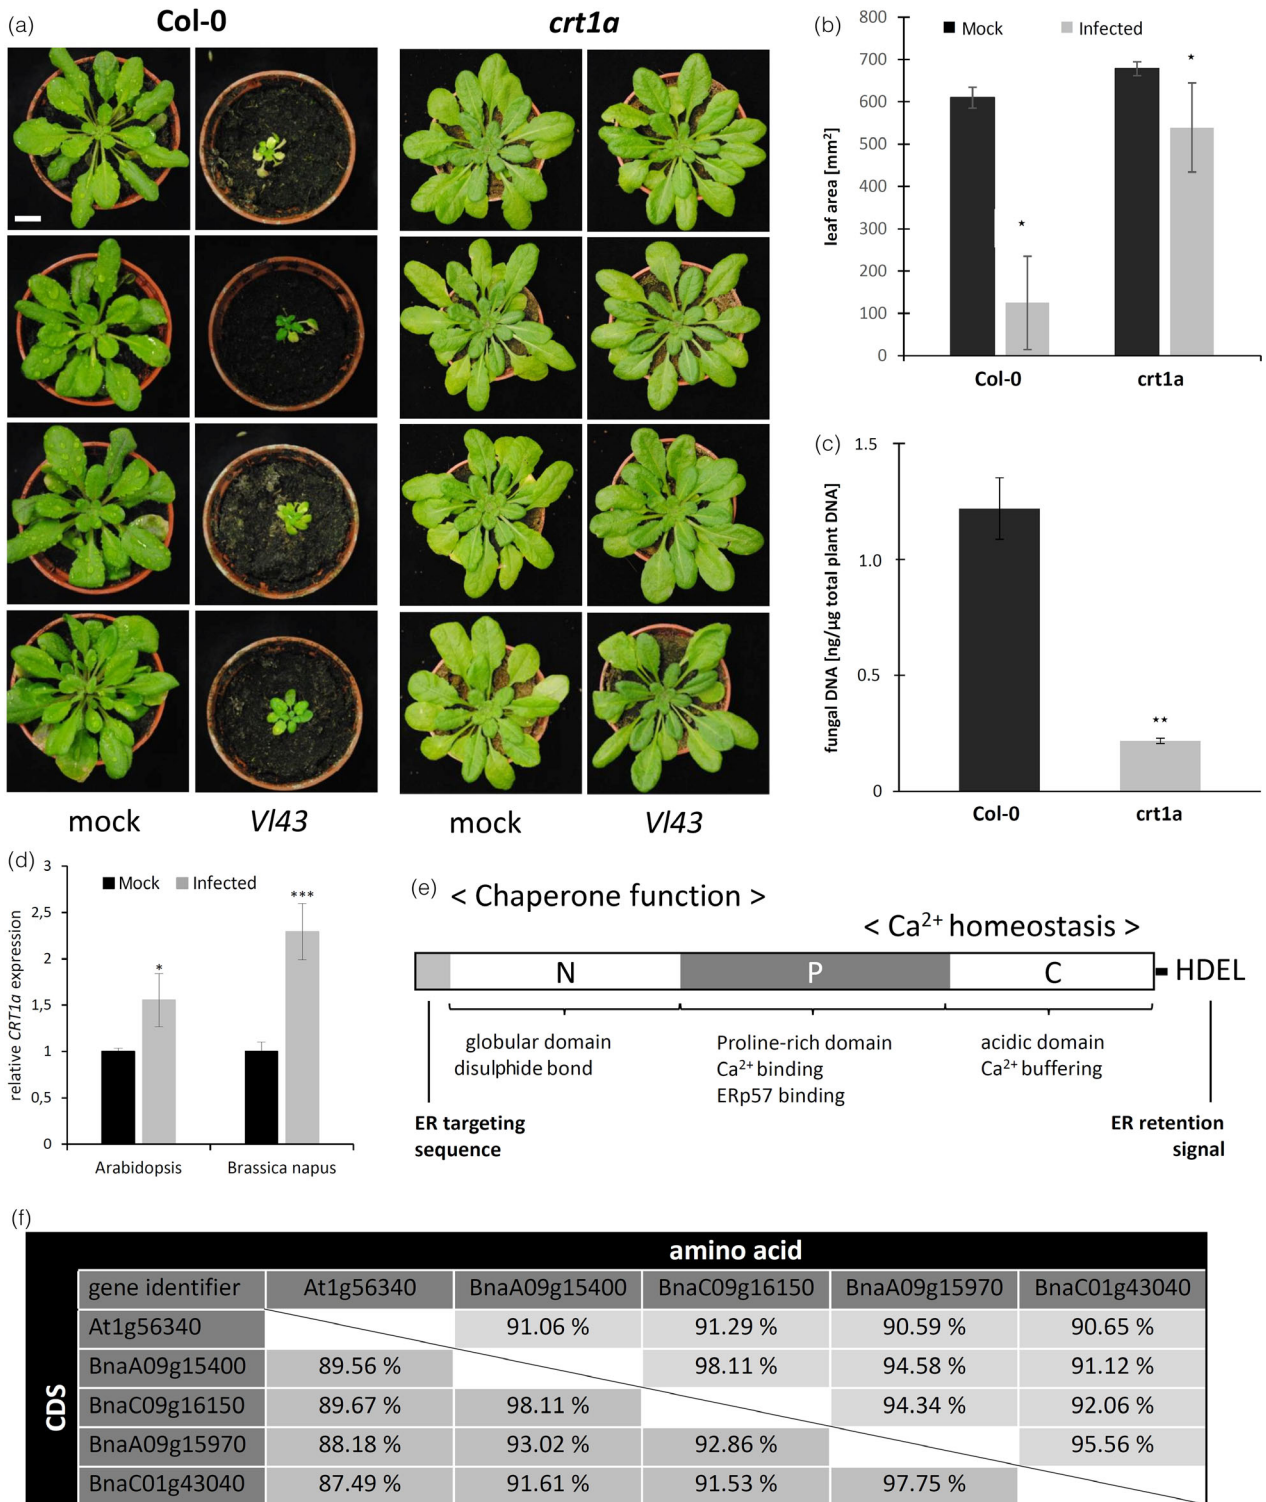 (a)
Col-0
crt1a
mock
Vl43
mock
Vl43
(b)
Mock
Infected
800
700
600
500
400
300
200
100
0
leaf area [mm²]
*
*
Col-0
crt1a
(c)
1.5
1.0
0.5
0
fungal DNA [ng/µg total plant DNA]
**
Col-0
crt1a
(d)
3
2,5
2
1,5
1
0,5
0
relative CRT1a expression
Mock
Infected
*
***
Arabidopsis
Brassica napus
(e)
< Chaperone function >
< Ca²⁺ homeostasis >
N
P
C
HDEL
globular domain
disulphide bond
Proline-rich domain
Ca²⁺ binding
ERp57 binding
acidic domain
Ca²⁺ buffering
ER targeting
sequence
ER retention
signal
(f)
amino acid
CDS
gene identifier At1g56340 BnaA09g15400 BnaC09g16150 BnaA09g15970 BnaC01g43040
At1g56340 91.06 % 91.29 % 90.59 % 90.65 %
BnaA09g15400 89.56 % 98.11 % 94.58 % 91.12 %
BnaC09g16150 89.67 % 98.11 % 94.34 % 92.06 %
BnaA09g15970 88.18 % 93.02 % 92.86 % 95.56 %
BnaC01g43040 87.49 % 91.61 % 91.53 % 97.75 %